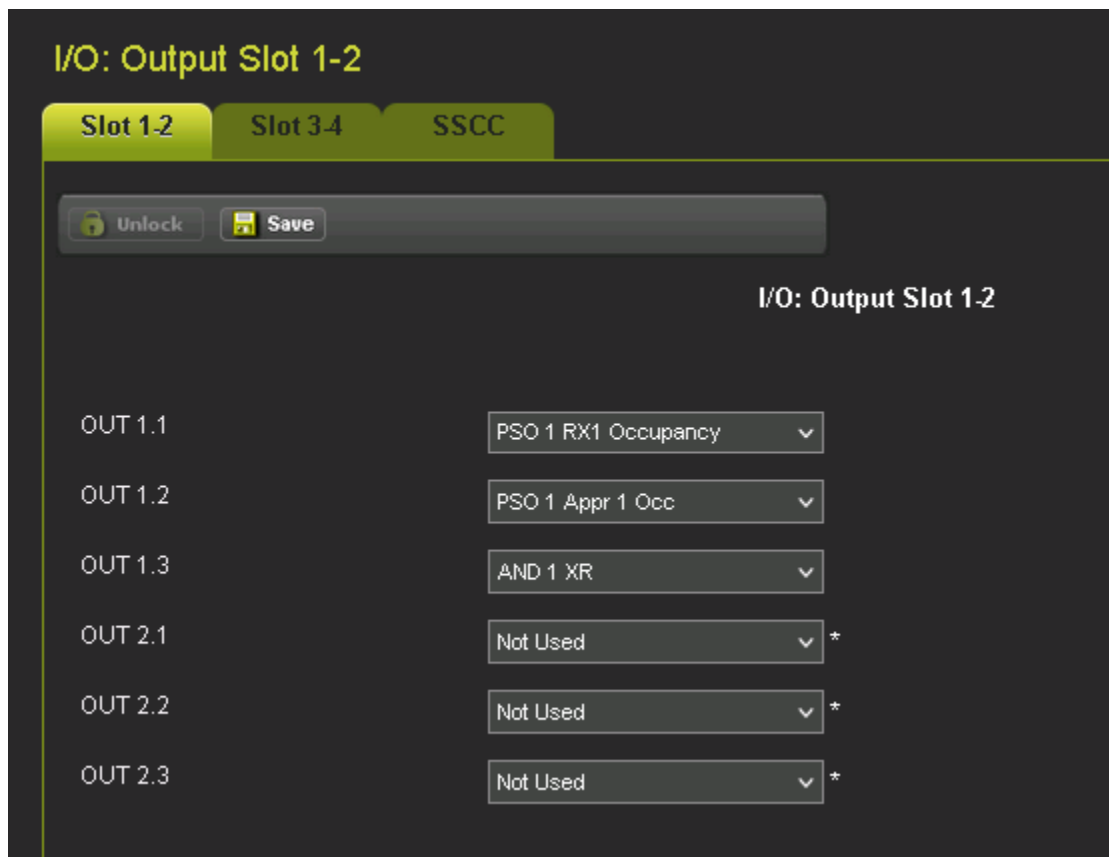 I/O: Output Slot 1-2
Slot 1-2 Slot 3-4 SSCC
Unlock Save
I/O: Output Slot 1-2
OUT 1.1 PSO 1 RX1 Occupancy
OUT 1.2 PSO 1 Appr 1 Occ
OUT 1.3 AND 1 XR
OUT 2.1 Not Used *
OUT 2.2 Not Used *
OUT 2.3 Not Used *